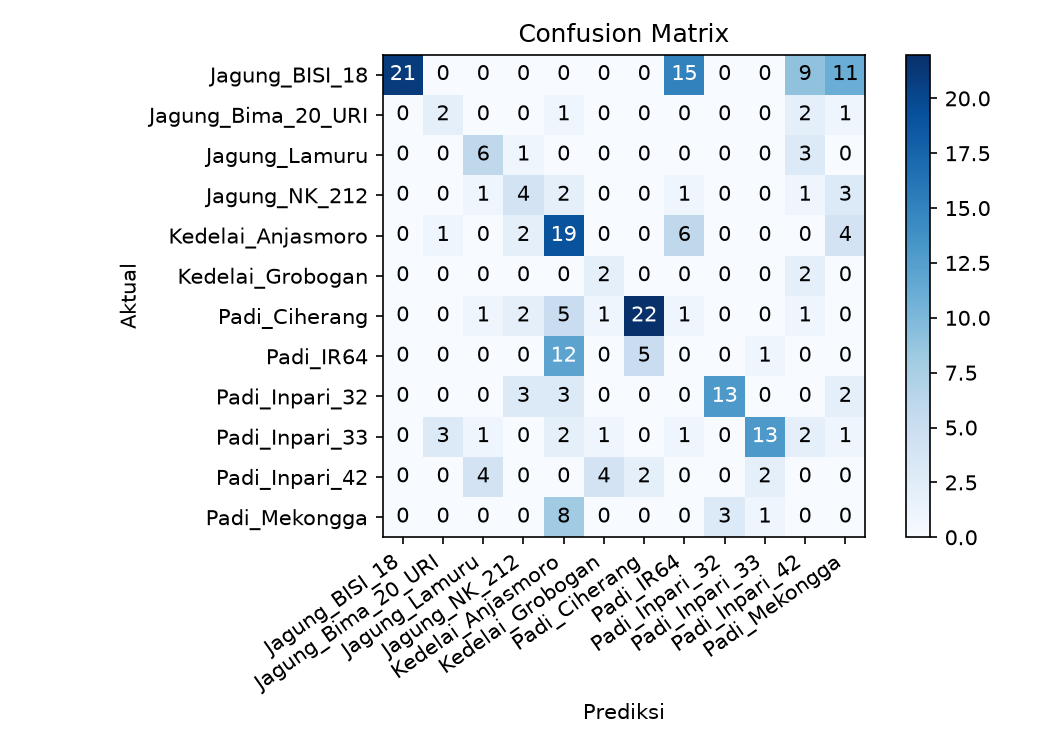 Confusion Matrix
Aktual
Jagung_BISI_18 21 0 0 0 0 0 0 15 0 0 9 11
Jagung_Bima_20_URI 0 2 0 0 1 0 0 0 0 0 2 1
Jagung_Lamuru 0 0 6 1 0 0 0 0 0 0 3 0
Jagung_NK_212 0 0 1 4 2 0 0 1 0 0 1 3
Kedelai_Anjasmoro 0 1 0 2 19 0 0 6 0 0 0 4
Kedelai_Grobogan 0 0 0 0 0 2 0 0 0 0 2 0
Padi_Ciherang 0 0 1 2 5 1 22 1 0 0 1 0
Padi_IR64 0 0 0 0 12 0 5 0 0 1 0 0
Padi_Inpari_32 0 0 0 3 3 0 0 0 13 0 0 2
Padi_Inpari_33 0 3 1 0 2 1 0 1 0 13 2 1
Padi_Inpari_42 0 0 4 0 0 4 2 0 0 2 0 0
Padi_Mekongga 0 0 0 0 8 0 0 0 3 1 0 0
Jagung_BISI_18
Jagung_Bima_20_URI
Jagung_Lamuru
Jagung_NK_212
Kedelai_Anjasmoro
Kedelai_Grobogan
Padi_Ciherang
Padi_IR64
Padi_Inpari_32
Padi_Inpari_33
Padi_Inpari_42
Padi_Mekongga
Prediksi
20.0
17.5
15.0
12.5
10.0
7.5
5.0
2.5
0.0